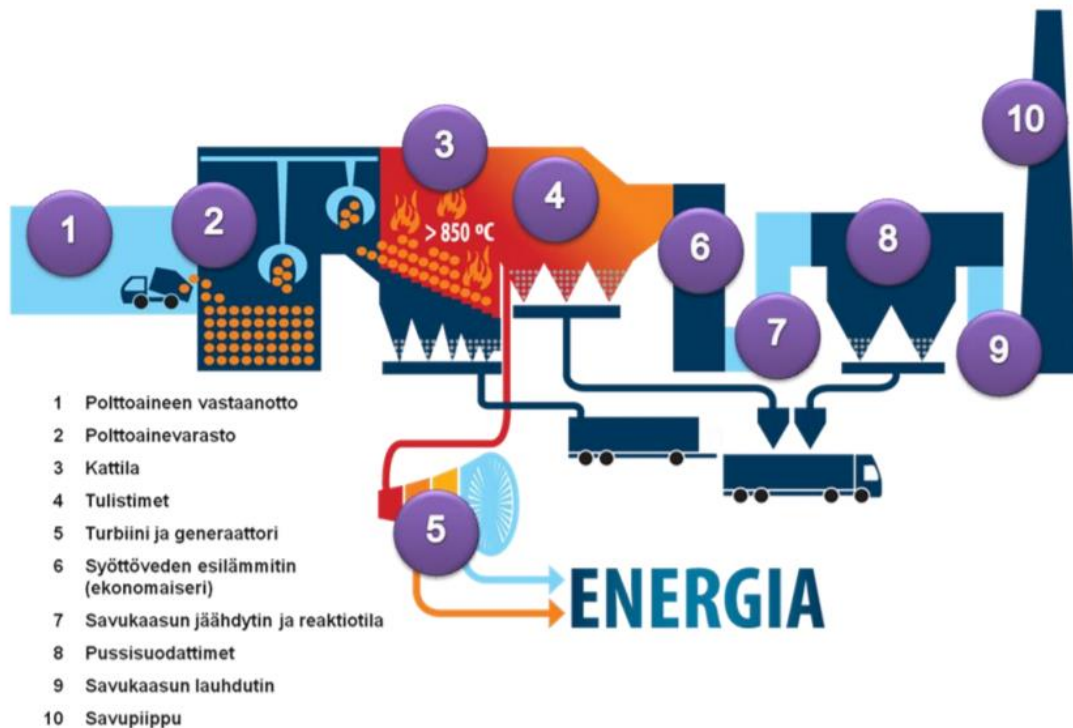 10
3
4
1
2
> 850 ºC
6
8
7
9
5
ENERGIA
1 Polttoaineen vastaanotto
2 Polttoainevarasto
3 Kattila
4 Tulistimet
5 Turbiini ja generaattori
6 Syöttöveden esilämmitin
(ekonomaiseri)
7 Savukaasun jäähdytin ja reaktiotila
8 Pussisuodattimet
9 Savukaasun lauhdutin
10 Savupiippu